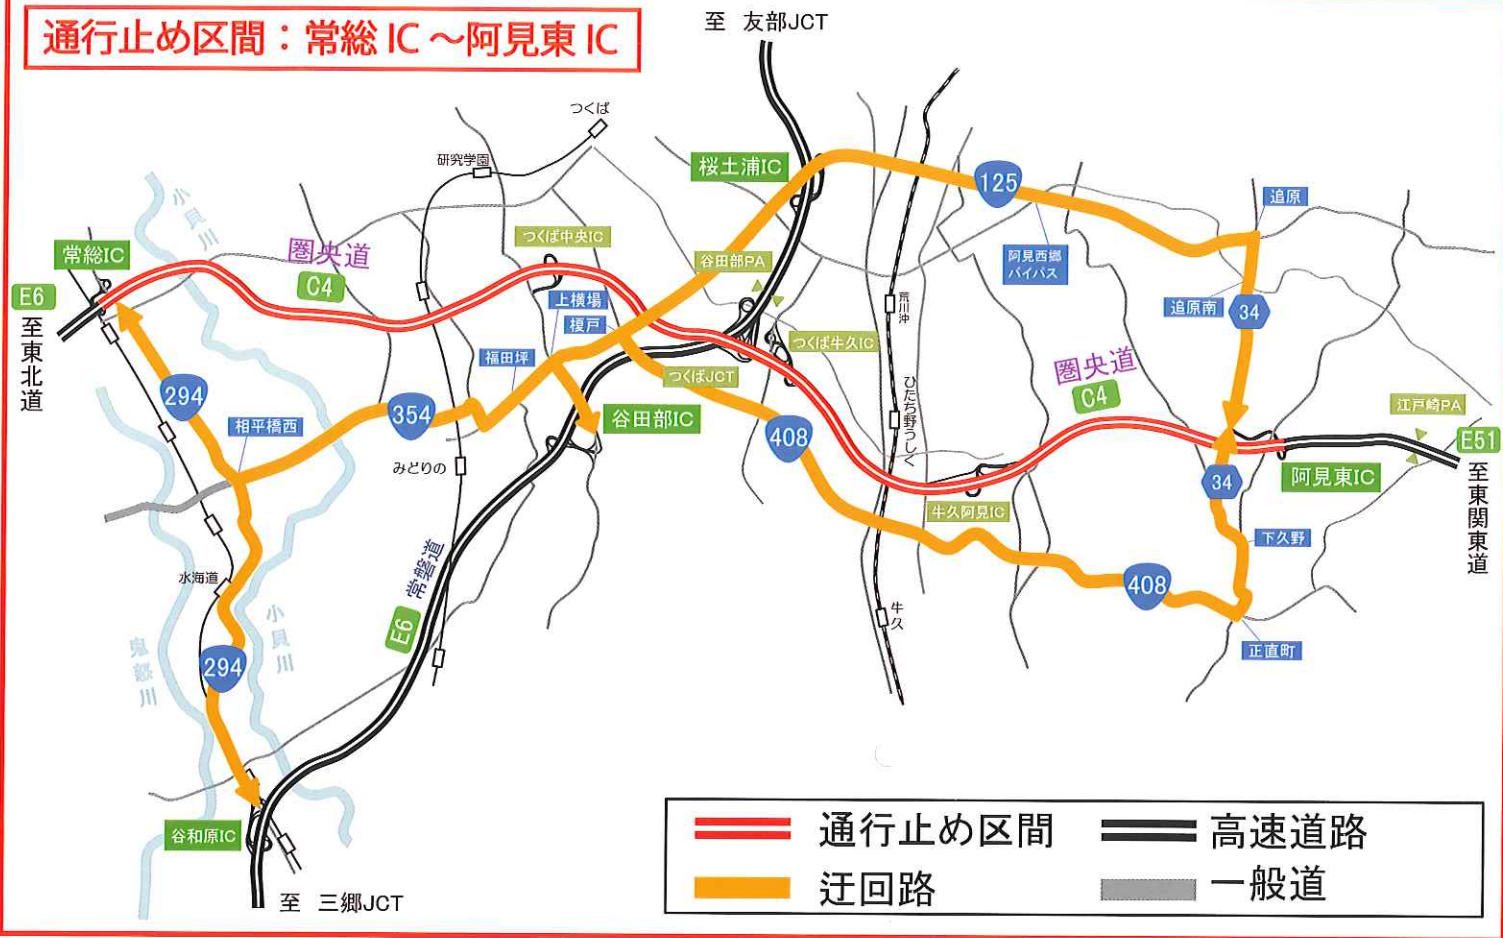 通行止め区間：常総IC～阿見東IC
至 友部JCT
つくば
研究学園
桜土浦IC
125
追原
小貝川
常総IC
圏央道
C4
つくば中央IC
谷田部PA
阿見西郷
バイパス
E6
至東北道
上横場
榎戸
荒川沖
追原南
34
福田坪
つくば牛久IC
圏央道
C4
つくばJCT
294
354
谷田部IC
408
ひたち野うしく
江戸崎PA
E51
至東関東道
相平橋西
みどりの
阿見東IC
34
牛久阿見IC
下久野
水海道
常磐道
E6
408
牛久
正直町
小貝川
鬼怒川
294
谷和原IC
至 三郷JCT
通行止め区間
高速道路
迂回路
一般道